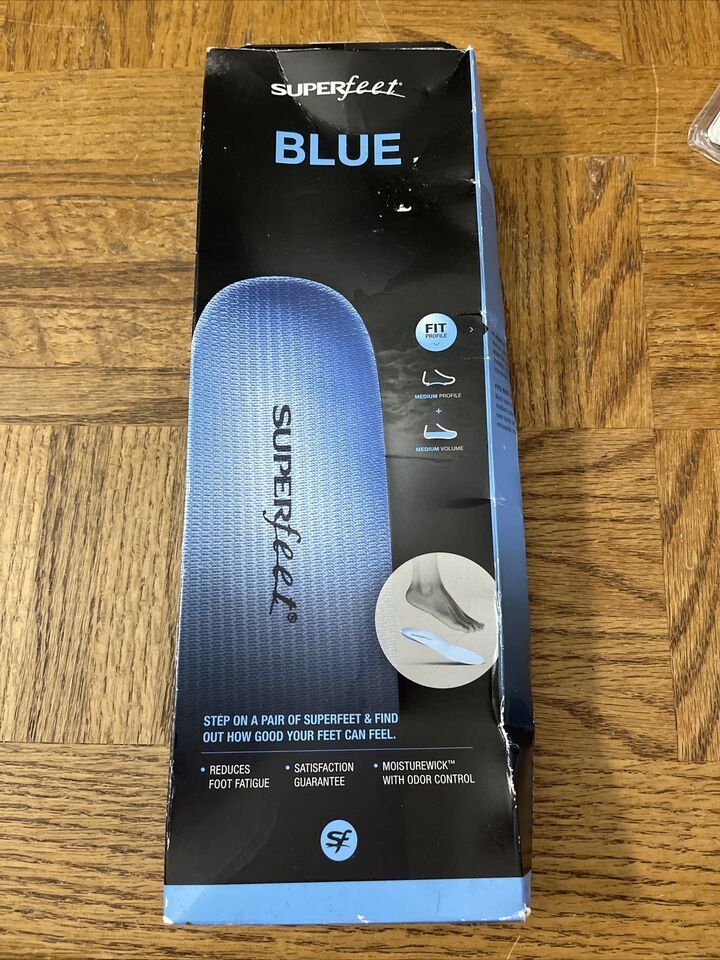 SUPERfeet®
BLUE
FIT
PROFILE
MEDIUM PROFILE
+
MEDIUM VOLUME
SUPERfeet®
SUPERfeet
STEP ON A PAIR OF SUPERFEET & FIND
OUT HOW GOOD YOUR FEET CAN FEEL.
• REDUCES
FOOT FATIGUE
• SATISFACTION
GUARANTEE
• MOISTUREWICK™
WITH ODOR CONTROL
sf